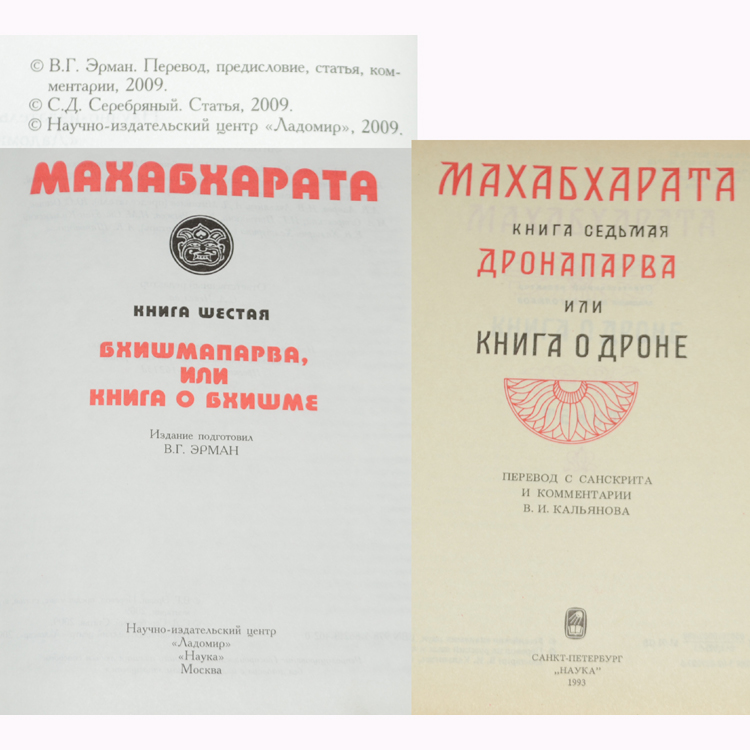 © В.Г. Эрман. Перевод, предисловие, статья, ком-
ментарии, 2009.
© С.Д. Серебряный. Статья, 2009.
© Научно-издательский центр «Ладомир», 2009.
МАХАБХАРАТА
КНИГА ШЕСТАЯ
БХИШМАПАРВА,
ИЛИ
КНИГА О БХИШМЕ
Издание подготовил
В.Г. ЭРМАН
Научно-издательский центр
«Ладомир»
«Наука»
Москва
МАХАБХАРАТА
КНИГА СЕДЬМАЯ
ДРОНАПАРВА
ИЛИ
КНИГА О ДРОНЕ
ПЕРЕВОД С САНСКРИТА
И КОММЕНТАРИИ
В. И. КАЛЬЯНОВА
САНКТ-ПЕТЕРБУРГ
„НАУКА"
1993